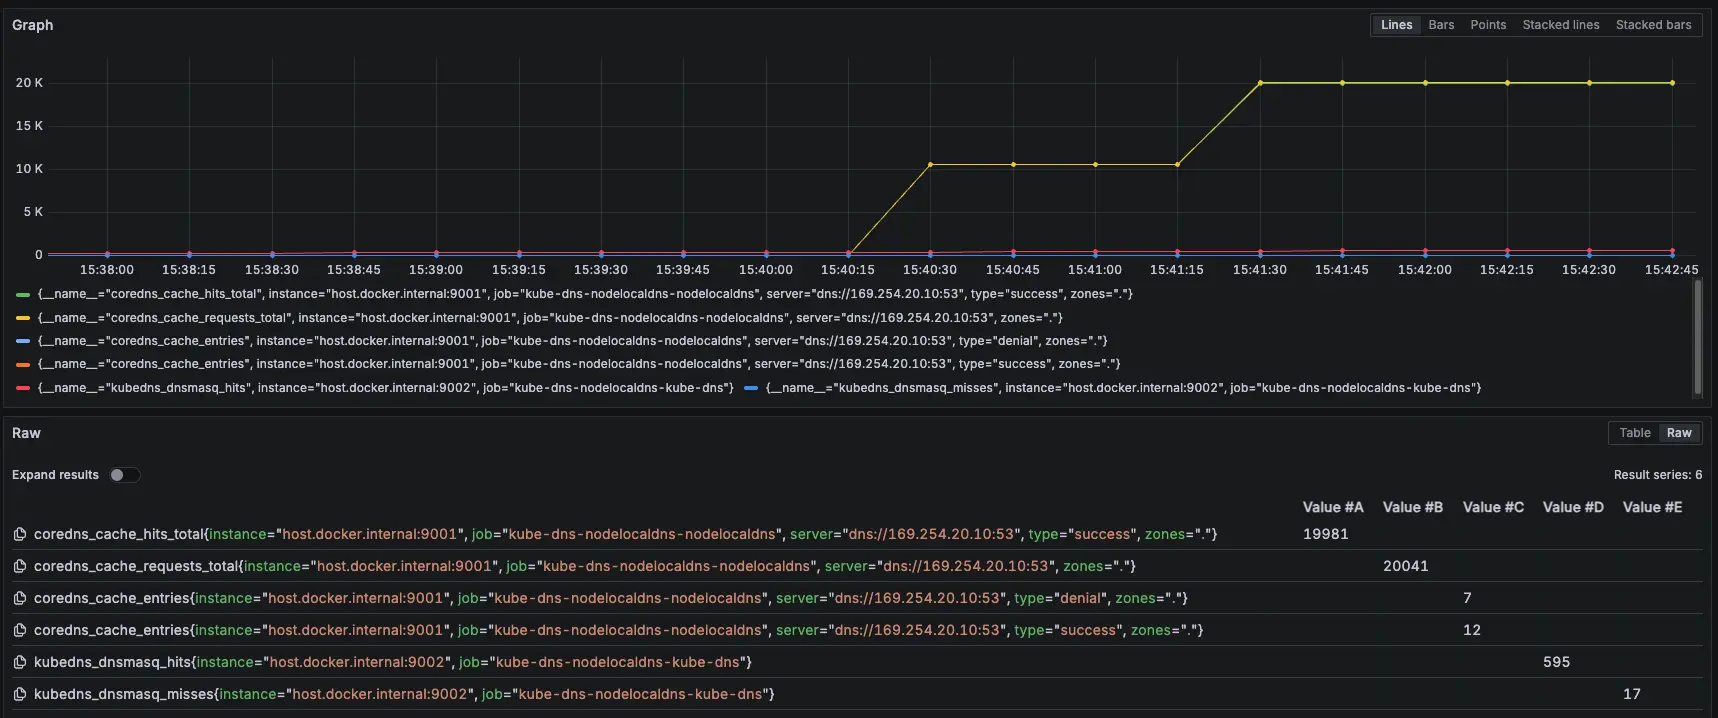 Graph
Lines Bars Points Stacked lines Stacked bars
20 K
15 K
10 K
5 K
0
15:38:00 15:38:15 15:38:30 15:38:45 15:39:00 15:39:15 15:39:30 15:39:45 15:40:00 15:40:15 15:40:30 15:40:45 15:41:00 15:41:15 15:41:30 15:41:45 15:42:00 15:42:15 15:42:30 15:42:45
{__name__="coredns_cache_hits_total", instance="host.docker.internal:9001", job="kube-dns-nodelocaldns-nodelocaldns", server="dns://169.254.20.10:53", type="success", zones="."}
{__name__="coredns_cache_requests_total", instance="host.docker.internal:9001", job="kube-dns-nodelocaldns-nodelocaldns", server="dns://169.254.20.10:53", zones="."}
{__name__="coredns_cache_entries", instance="host.docker.internal:9001", job="kube-dns-nodelocaldns-nodelocaldns", server="dns://169.254.20.10:53", type="denial", zones="."}
{__name__="coredns_cache_entries", instance="host.docker.internal:9001", job="kube-dns-nodelocaldns-nodelocaldns", server="dns://169.254.20.10:53", type="success", zones="."}
{__name__="kubedns_dnsmasq_hits", instance="host.docker.internal:9002", job="kube-dns-nodelocaldns-kube-dns"} {__name__="kubedns_dnsmasq_misses", instance="host.docker.internal:9002", job="kube-dns-nodelocaldns-kube-dns"}
Raw
Table Raw
Expand results
Result series: 6
Value #A Value #B Value #C Value #D Value #E
coredns_cache_hits_total{instance="host.docker.internal:9001", job="kube-dns-nodelocaldns-nodelocaldns", server="dns://169.254.20.10:53", type="success", zones="."} 19981
coredns_cache_requests_total{instance="host.docker.internal:9001", job="kube-dns-nodelocaldns-nodelocaldns", server="dns://169.254.20.10:53", zones="."} 20041
coredns_cache_entries{instance="host.docker.internal:9001", job="kube-dns-nodelocaldns-nodelocaldns", server="dns://169.254.20.10:53", type="denial", zones="."} 7
coredns_cache_entries{instance="host.docker.internal:9001", job="kube-dns-nodelocaldns-nodelocaldns", server="dns://169.254.20.10:53", type="success", zones="."} 12
kubedns_dnsmasq_hits{instance="host.docker.internal:9002", job="kube-dns-nodelocaldns-kube-dns"} 595
kubedns_dnsmasq_misses{instance="host.docker.internal:9002", job="kube-dns-nodelocaldns-kube-dns"} 17